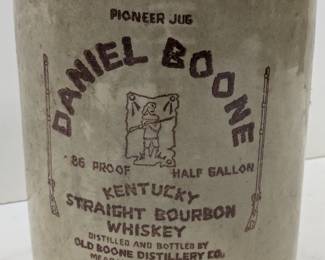 PIONEER JUG
DANIEL BOONE
86 PROOF HALF GALLON
KENTUCKY
STRAIGHT BOURBON
WHISKEY
DISTILLED AND BOTTLED BY
OLD BOONE DISTILLERY CO.